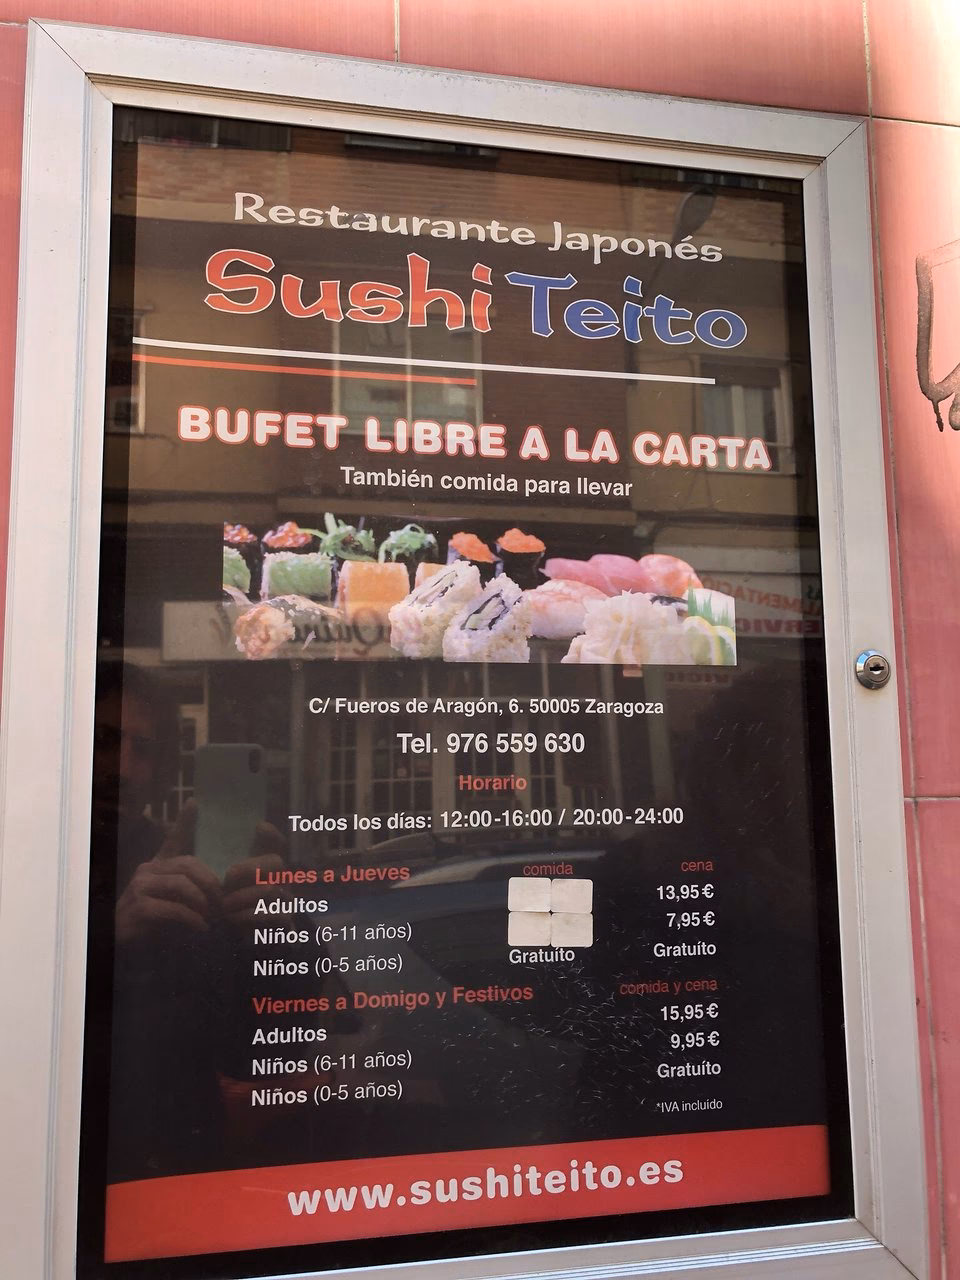 Restaurante Japonés
Sushi Teito
BUFET LIBRE A LA CARTA
También comida para llevar
C/ Fueros de Aragón, 6. 50005 Zaragoza
Tel. 976 559 630
Horario
Todos los días: 12:00-16:00 / 20:00-24:00
Lunes a Jueves comida cena
Adultos 13,95 €
Niños (6-11 años) 7,95 €
Niños (0-5 años) Gratuíto Gratuíto
Viernes a Domigo y Festivos comida y cena
Adultos 15,95 €
Niños (6-11 años) 9,95 €
Niños (0-5 años) Gratuíto
*IVA incluido
www.sushiteito.es